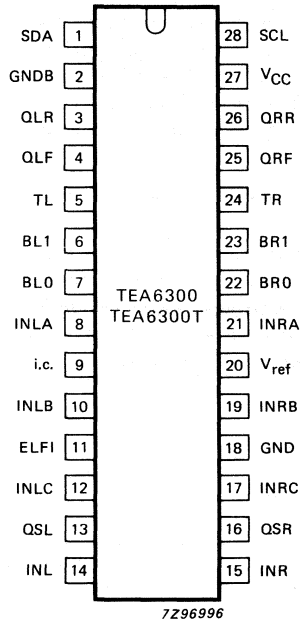 SDA 1 28 SCL
GNDB 2 27 VCC
QLR 3 26 QRR
QLF 4 25 QRF
TL 5 24 TR
BL1 6 23 BR1
BL0 7 22 BR0
TEA6300
TEA6300T
INLA 8 21 INRA
i.c. 9 20 Vref
INLB 10 19 INRB
ELFI 11 18 GND
INLC 12 17 INRC
QSL 13 16 QSR
INL 14 15 INR
7Z96996